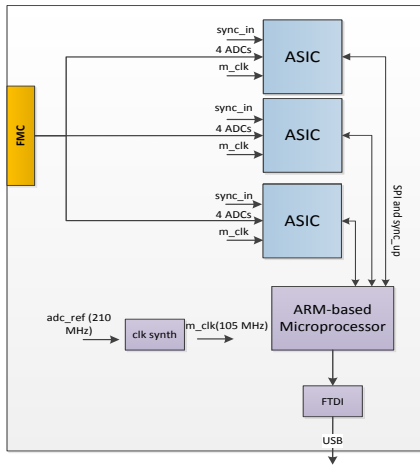 sync_in
4 ADCs
m_clk
ASIC
FMC
sync_in
4 ADCs
m_clk
ASIC
sync_in
4 ADCs
m_clk
ASIC
SPI and sync_up
adc_ref (210
MHz)
clk synth
m_clk(105 MHz)
ARM-based
Microprocessor
FTDI
USB